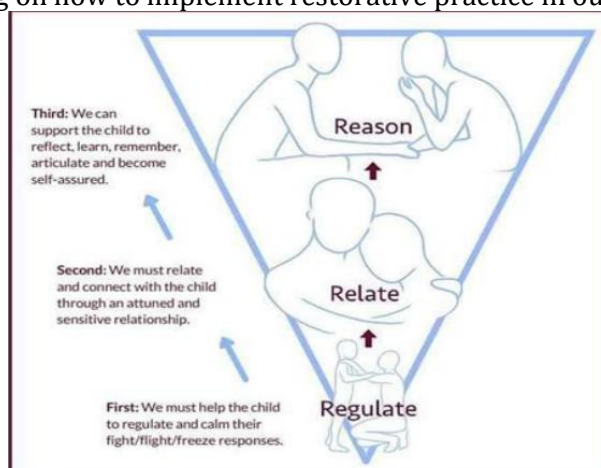 g on how to implement restorative practice in ou
Third: We can
support the child to
reflect, learn, remember,
articulate and become
self-assured.
Reason
Second: We must relate
and connect with the child
through an attuned and
sensitive relationship.
Relate
First: We must help the child
to regulate and calm their
fight/flight/freeze responses.
Regulate